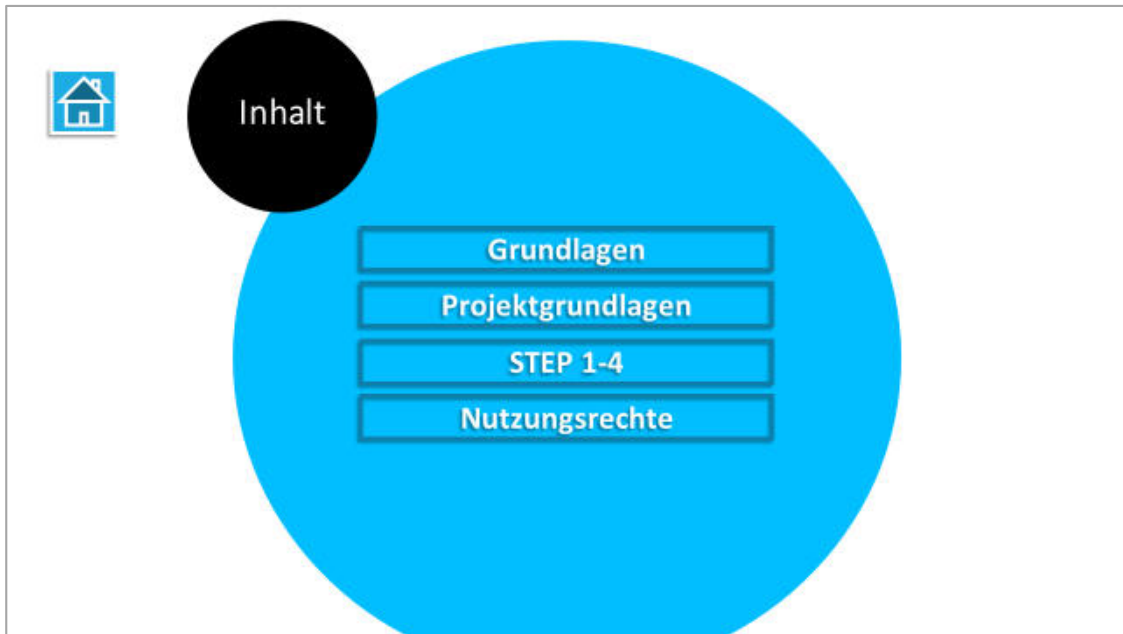 Inhalt
Grundlagen
Projektgrundlagen
STEP 1-4
Nutzungsrechte